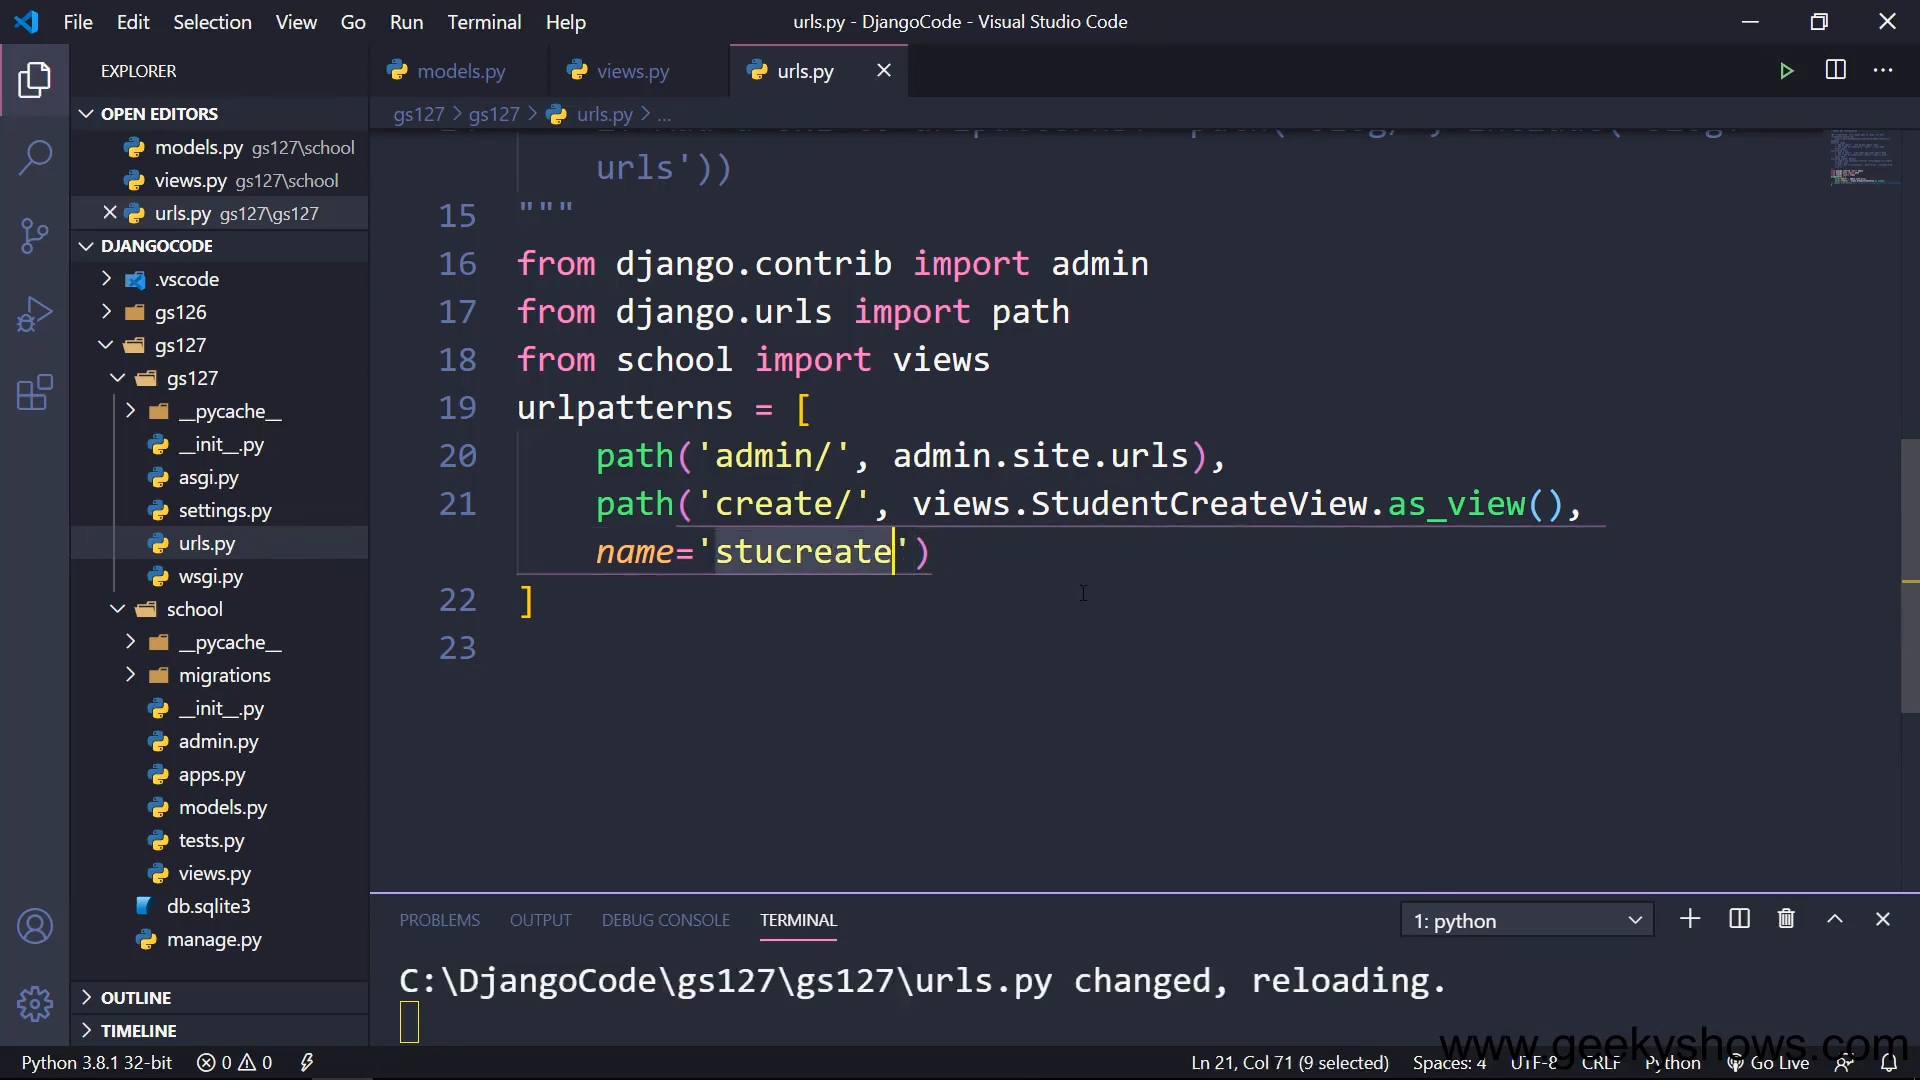 File Edit Selection View Go Run Terminal Help
urls.py - DjangoCode - Visual Studio Code
EXPLORER
OPEN EDITORS
models.py gs127\school
views.py gs127\school
urls.py gs127\gs127
DJANGOCODE
.vscode
gs126
gs127
gs127
__pycache__
__init__.py
asgi.py
settings.py
urls.py
wsgi.py
school
__pycache__
migrations
__init__.py
admin.py
apps.py
models.py
tests.py
views.py
db.sqlite3
manage.py
OUTLINE
TIMELINE
models.py views.py urls.py
gs127 > gs127 > urls.py > ...
urls'))
15 """
16 from django.contrib import admin
17 from django.urls import path
18 from school import views
19 urlpatterns = [
20 path('admin/', admin.site.urls),
21 path('create/', views.StudentCreateView.as_view(),
name='stucreate')
22 ]
23
PROBLEMS OUTPUT DEBUG CONSOLE TERMINAL 1: python
C:\DjangoCode\gs127\gs127\urls.py changed, reloading.
www.geekyshows.com
Python 3.8.1 32-bit 0 0 Ln 21, Col 71 (9 selected) Spaces: 4 UTF-8 CRLF Python Go Live